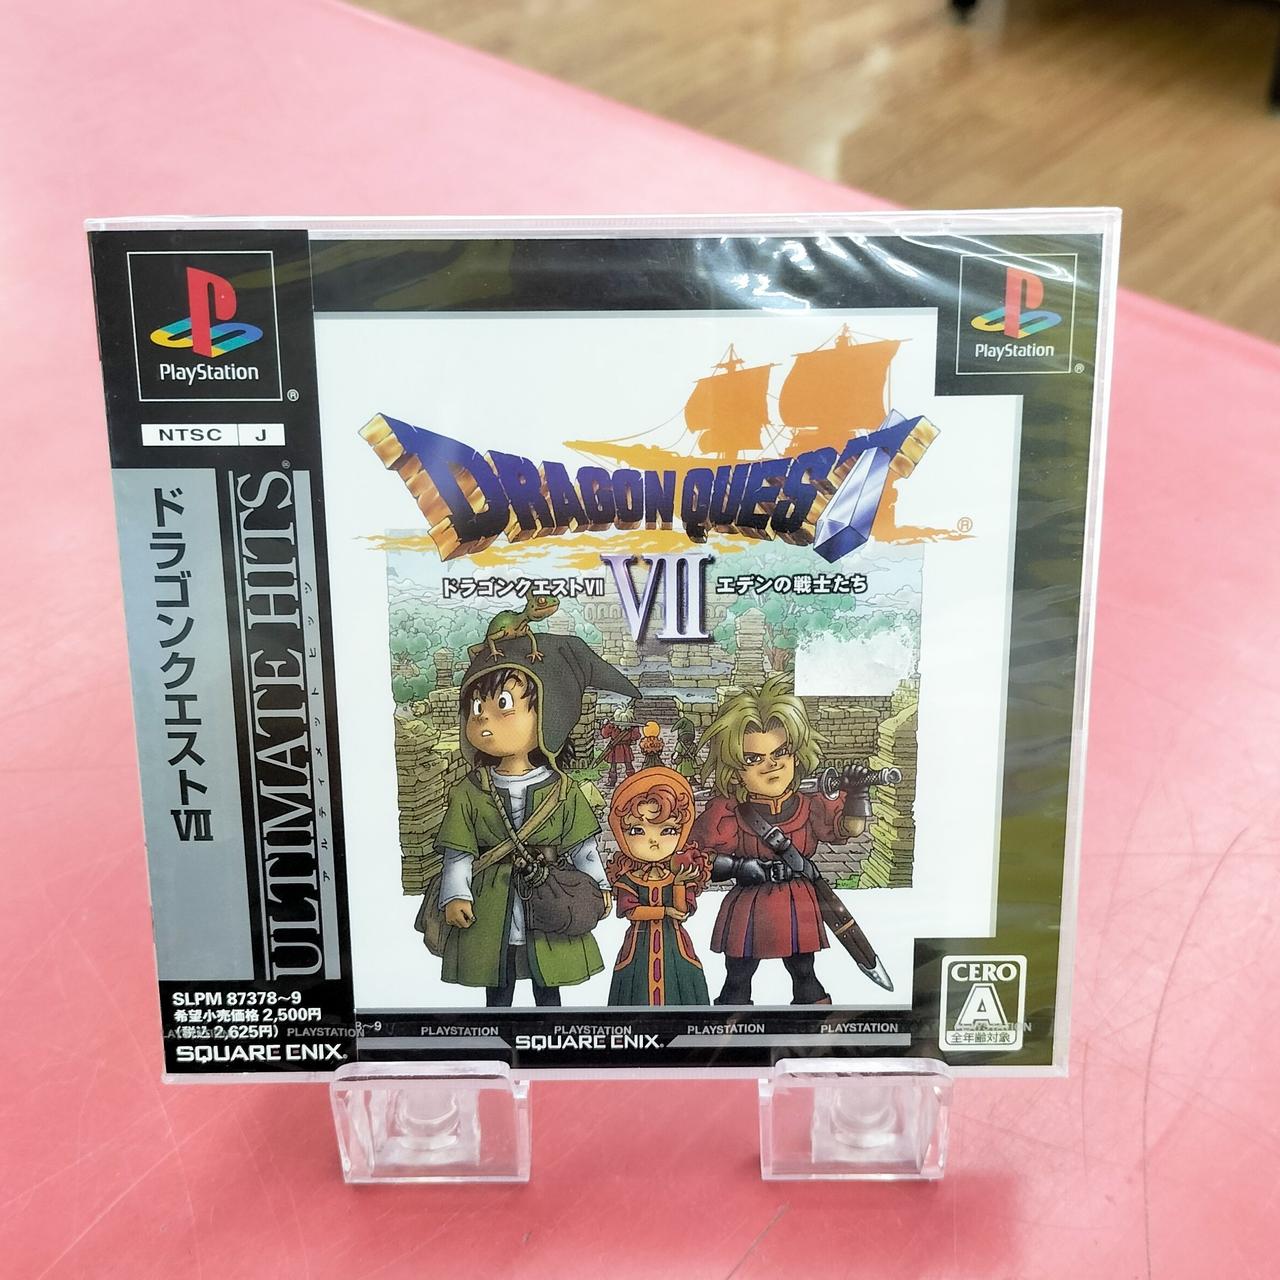 PlayStation
®
NTSC J
ドラゴンクエストVII
ULTIMATE HITS®
アルティメットヒッツ
SLPM 87378~9
希望小売価格 2,500円
(税込 2,625円)
SQUARE ENIX®
PlayStation
®
DRAGON QUEST
®
ドラゴンクエストVII
VII
エデンの戦士たち
CERO
A
全年齢対象
PLAYSTATION
PLAYSTATION
PLAYSTATION
PLAYSTATION
PLAYSTATION
SQUARE ENIX®